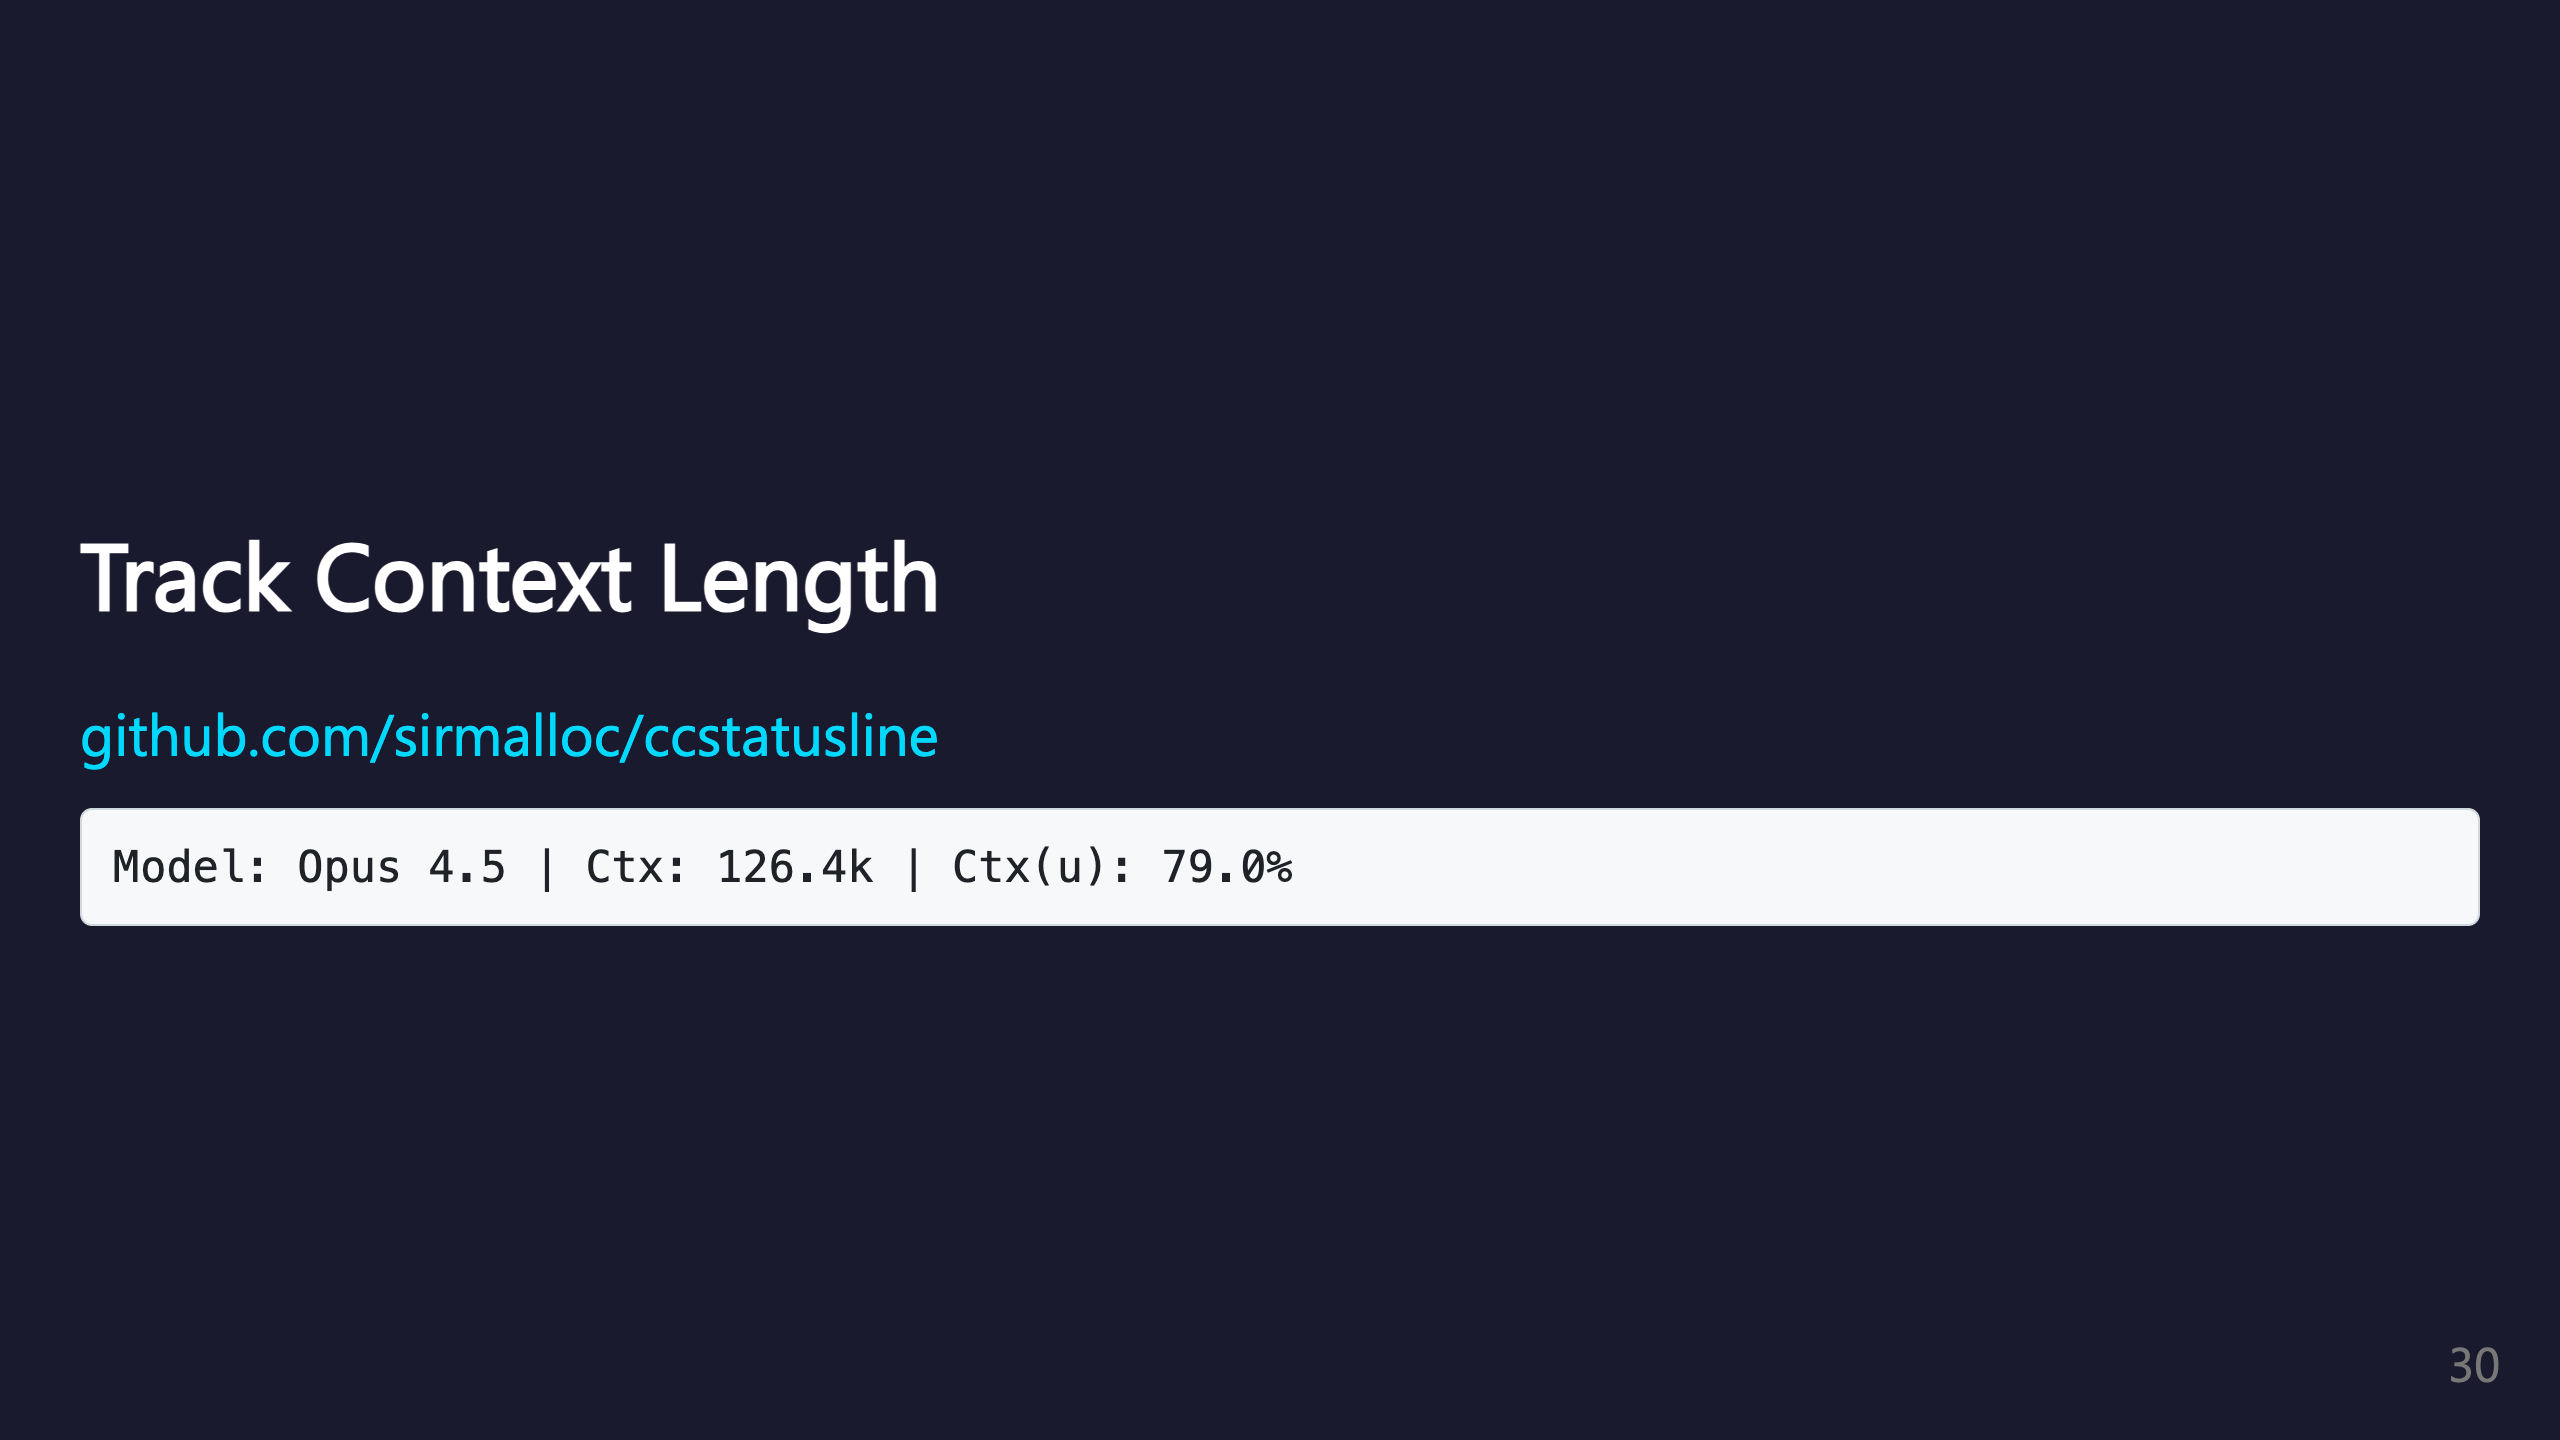 Track Context Length
github.com/sirmalloc/ccstatusline
Model: Opus 4.5 | Ctx: 126.4k | Ctx(u): 79.0%
30